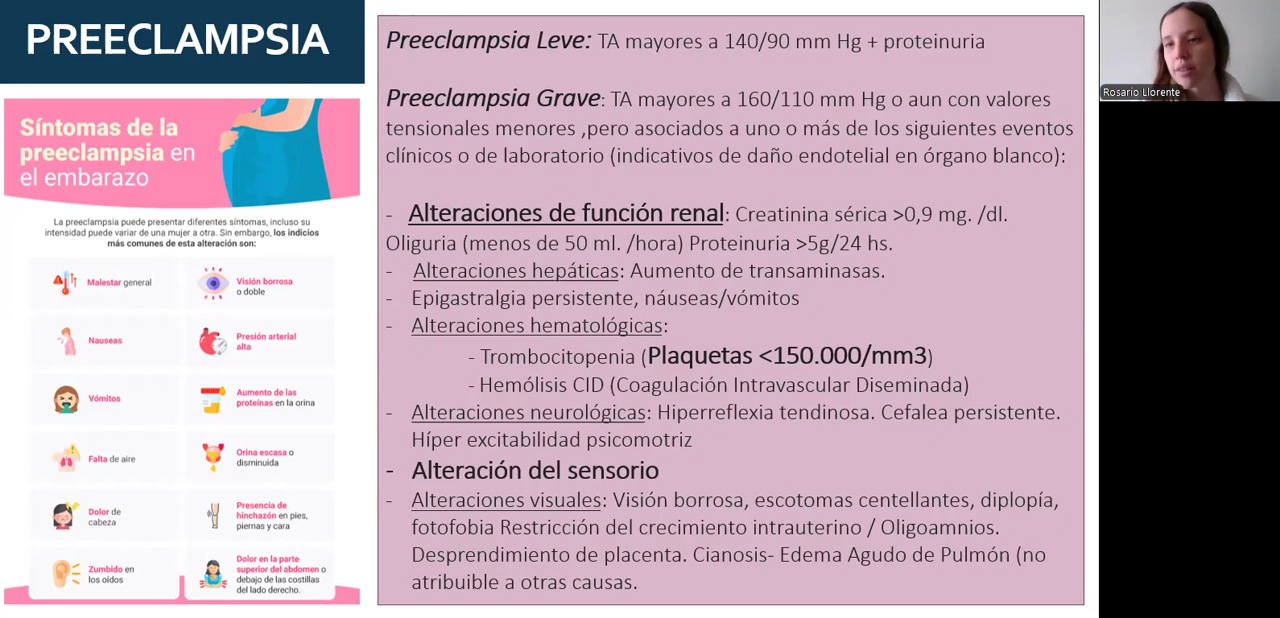 PREECLAMPSIA
Síntomas de la
preeclampsia en
el embarazo
La preeclampsia puede presentar diferentes síntomas, incluso su
intensidad puede variar de una mujer a otra. Sin embargo, los indicios
más comunes de esta alteración son:
Malestar general
Visión borrosa
o doble
Nauseas
Presión arterial
alta
Vómitos
Aumento de las
proteínas en la orina
Falta de aire
Orina escasa o
disminuida
Dolor de
cabeza
Presencia de
hinchazón en pies,
piernas y cara
Zumbido en
los oídos
Dolor en la parte
superior del abdomen o
debajo de las costillas
del lado derecho.
Preeclampsia Leve: TA mayores a 140/90 mm Hg + proteinuria
Preeclampsia Grave: TA mayores a 160/110 mm Hg o aun con valores
tensionales menores ,pero asociados a uno o más de los siguientes eventos
clínicos o de laboratorio (indicativos de daño endotelial en órgano blanco):
- Alteraciones de función renal: Creatinina sérica >0,9 mg. /dl.
Oliguria (menos de 50 ml. /hora) Proteinuria >5g/24 hs.
- Alteraciones hepáticas: Aumento de transaminasas.
- Epigastralgia persistente, náuseas/vómitos
- Alteraciones hematológicas:
- Trombocitopenia (Plaquetas <150.000/mm3)
- Hemólisis CID (Coagulación Intravascular Diseminada)
- Alteraciones neurológicas: Hiperreflexia tendinosa. Cefalea persistente.
Híper excitabilidad psicomotriz
- Alteración del sensorio
- Alteraciones visuales: Visión borrosa, escotomas centellantes, diplopía,
fotofobia Restricción del crecimiento intrauterino / Oligoamnios.
Desprendimiento de placenta. Cianosis- Edema Agudo de Pulmón (no
atribuible a otras causas.
Rosario Llorente